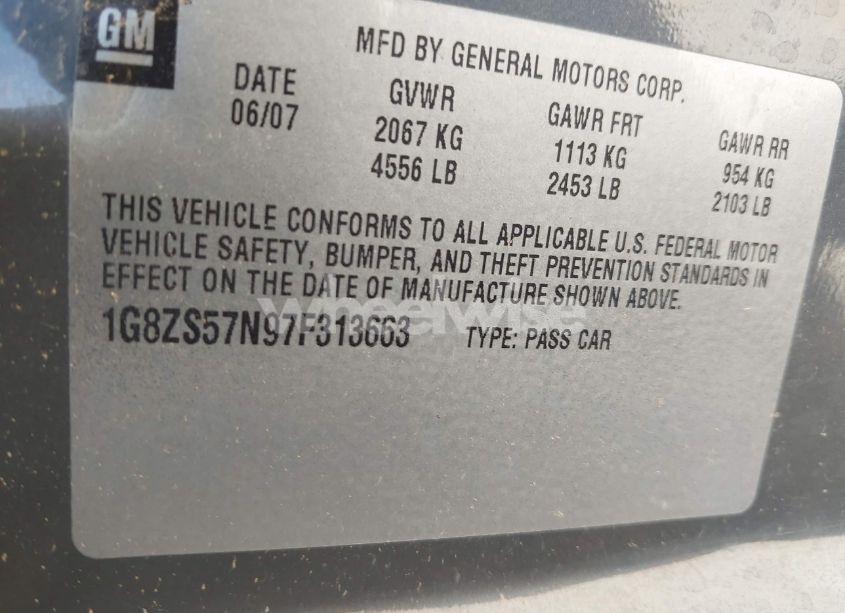 GM
MFD BY GENERAL MOTORS CORP.
DATE GVWR GAWR FRT GAWR RR
06/07 2067 KG 1113 KG 954 KG
4556 LB 2453 LB 2103 LB
THIS VEHICLE CONFORMS TO ALL APPLICABLE U.S. FEDERAL MOTOR
VEHICLE SAFETY, BUMPER, AND THEFT PREVENTION STANDARDS IN
EFFECT ON THE DATE OF MANUFACTURE SHOWN ABOVE.
1G8ZS57N97F313663 TYPE: PASS CAR
wheelwise